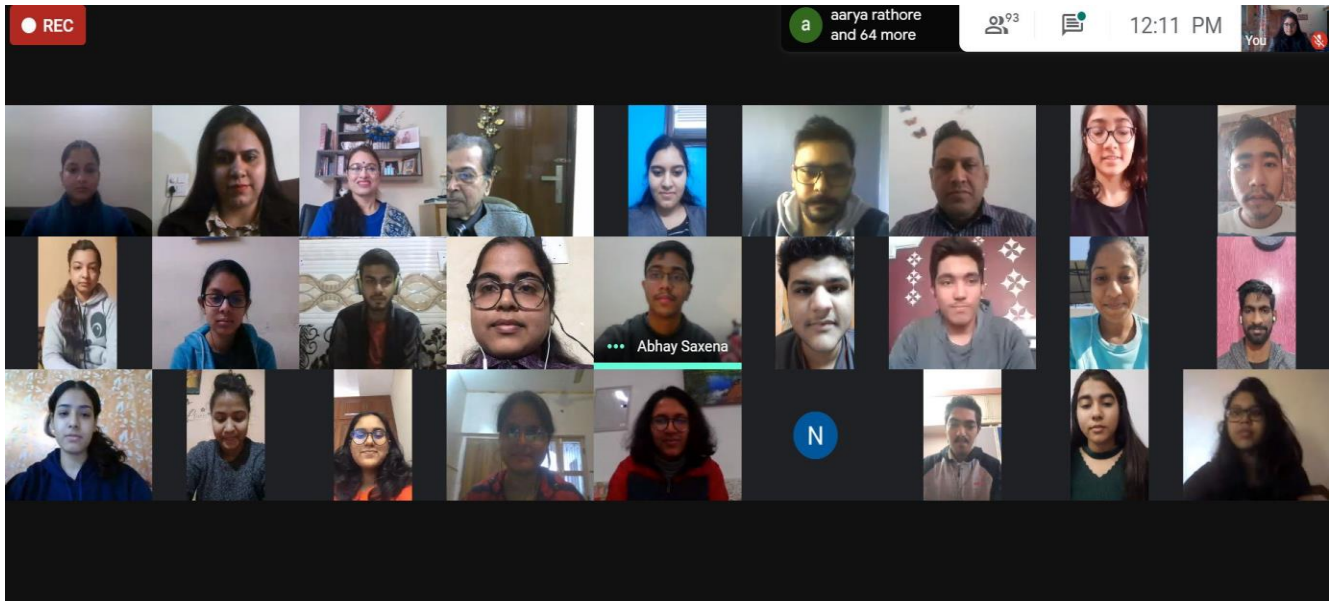 REC
a
aarya rathore
and 64 more
93
12:11 PM
You
Abhay Saxena
N